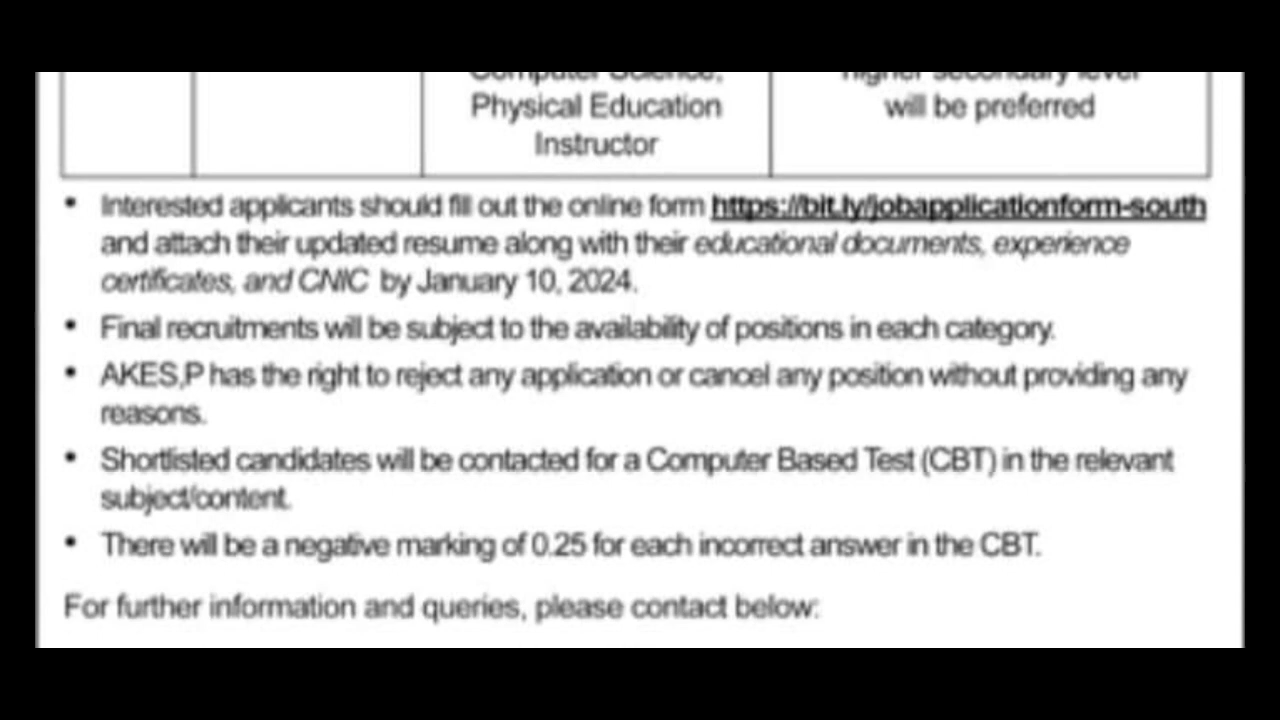 Computer Science,
higher secondary level
Physical Education
will be preferred
Instructor
• Interested applicants should fill out the online form https://bit.ly/jobapplicationform-south
and attach their updated resume along with their educational documents, experience
certificates, and CNIC by January 10, 2024.
• Final recruitments will be subject to the availability of positions in each category.
• AKES,P has the right to reject any application or cancel any position without providing any
reasons.
• Shortlisted candidates will be contacted for a Computer Based Test (CBT) in the relevant
subject/content.
• There will be a negative marking of 0.25 for each incorrect answer in the CBT.
For further information and queries, please contact below: